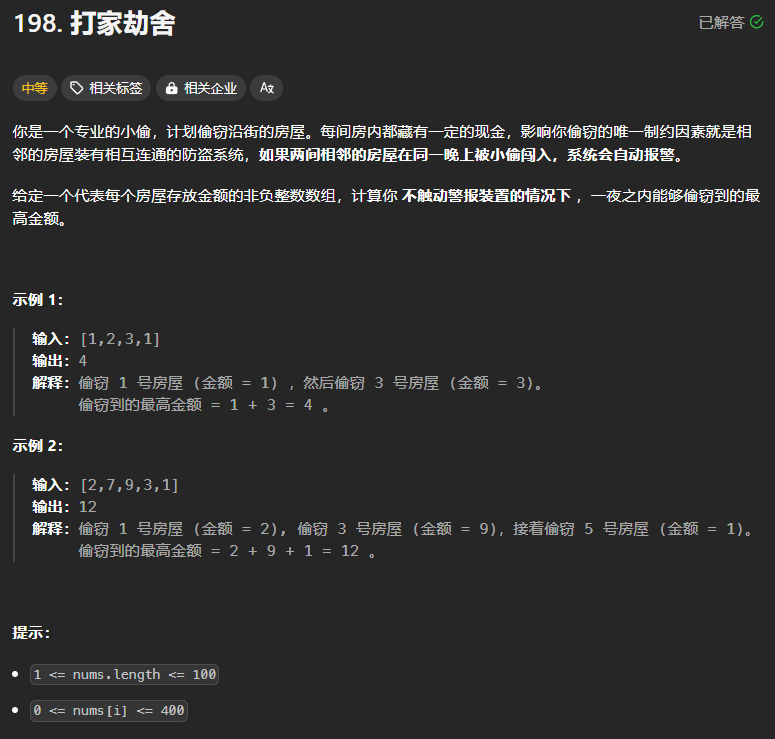 198. 打家劫舍
已解答
中等
相关标签
相关企业
你是一个专业的小偷，计划偷窃沿街的房屋。每间房内都藏有一定的现金，影响你偷窃的唯一制约因素就是相
邻的房屋装有相互连通的防盗系统，如果两间相邻的房屋在同一晚上被小偷闯入，系统会自动报警。
给定一个代表每个房屋存放金额的非负整数数组，计算你 不触动警报装置的情况下 ，一夜之内能够偷窃到的最
高金额。
示例 1：
输入：[1,2,3,1]
输出：4
解释：偷窃 1 号房屋 (金额 = 1) ，然后偷窃 3 号房屋 (金额 = 3)。
偷窃到的最高金额 = 1 + 3 = 4 。
示例 2：
输入：[2,7,9,3,1]
输出：12
解释：偷窃 1 号房屋 (金额 = 2), 偷窃 3 号房屋 (金额 = 9)，接着偷窃 5 号房屋 (金额 = 1)。
偷窃到的最高金额 = 2 + 9 + 1 = 12 。
提示：
1 <= nums.length <= 100
0 <= nums[i] <= 400